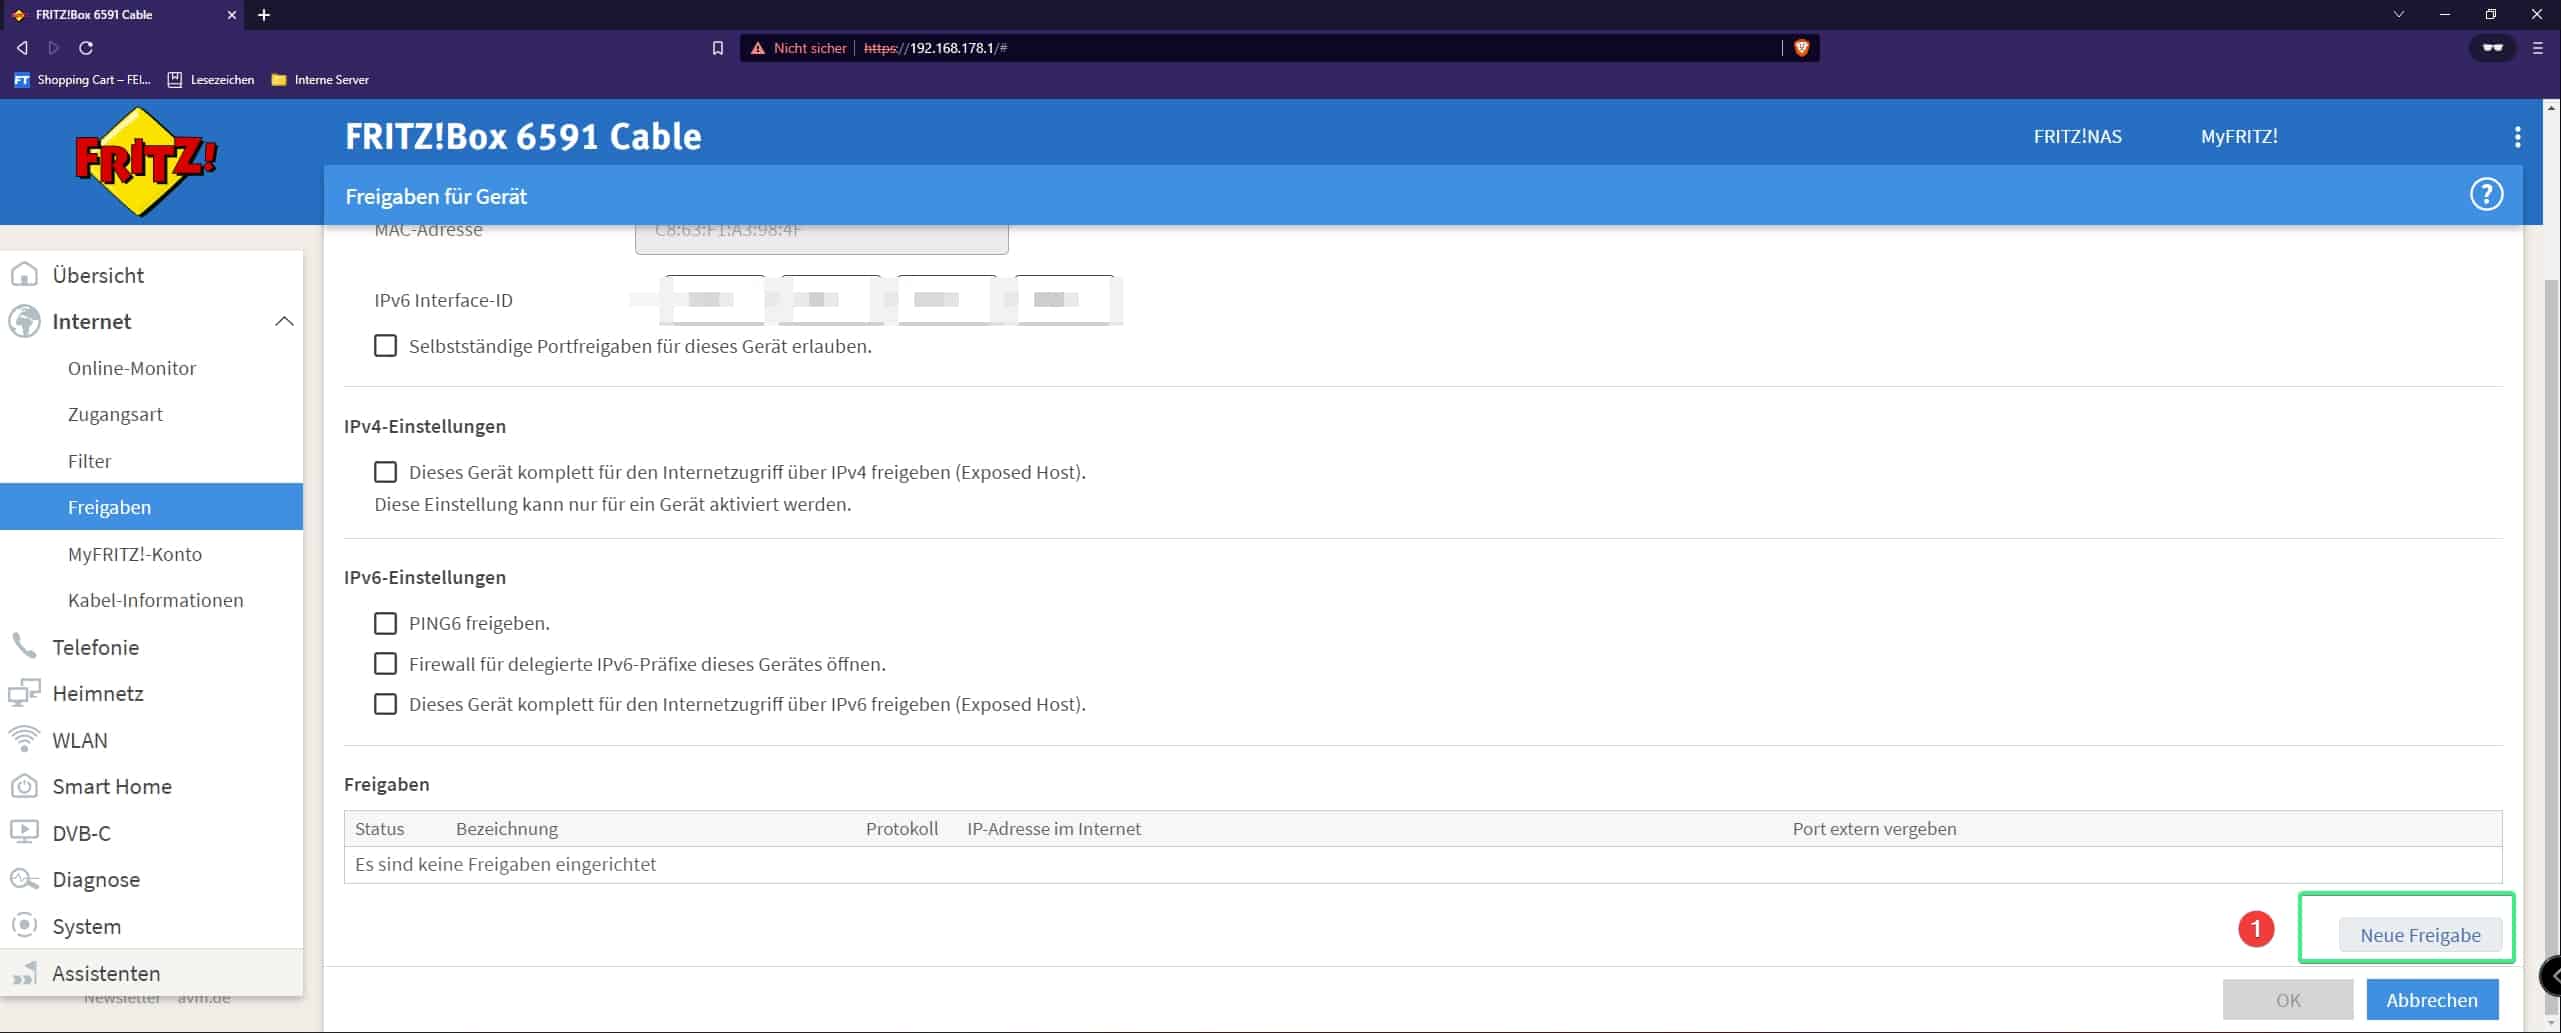 FRITZ!Box 6591 Cable
Nicht sicher https://192.168.178.1/#
FT Shopping Cart – FEI... Lesezeichen Interne Server
FRITZ!
FRITZ!Box 6591 Cable
FRITZ!NAS MyFRITZ!
Freigaben für Gerät
Übersicht
Internet
Online-Monitor
Zugangsart
Filter
Freigaben
MyFRITZ!-Konto
Kabel-Informationen
Telefonie
Heimnetz
WLAN
Smart Home
DVB-C
Diagnose
System
Assistenten
Newsletter avm.de
MAC-Adresse C8:63:F1:A3:98:4F
IPv6 Interface-ID
Selbstständige Portfreigaben für dieses Gerät erlauben.
IPv4-Einstellungen
Dieses Gerät komplett für den Internetzugriff über IPv4 freigeben (Exposed Host).
Diese Einstellung kann nur für ein Gerät aktiviert werden.
IPv6-Einstellungen
PING6 freigeben.
Firewall für delegierte IPv6-Präfixe dieses Gerätes öffnen.
Dieses Gerät komplett für den Internetzugriff über IPv6 freigeben (Exposed Host).
Freigaben
Status Bezeichnung Protokoll IP-Adresse im Internet Port extern vergeben
Es sind keine Freigaben eingerichtet
1 Neue Freigabe
OK Abbrechen